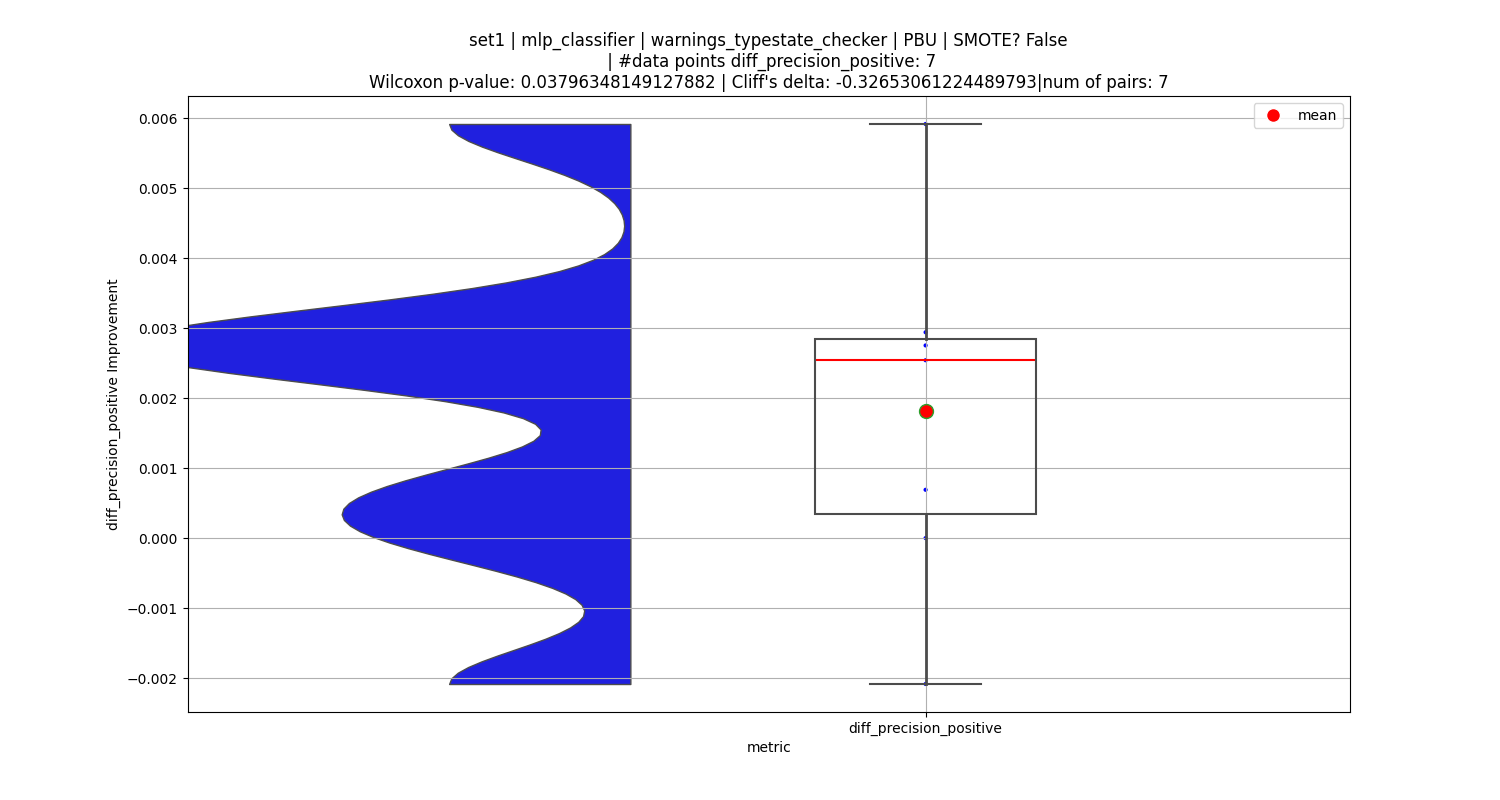 set1 | mlp_classifier | warnings_typestate_checker | PBU | SMOTE? False
| #data points diff_precision_positive: 7
Wilcoxon p-value: 0.03796348149127882 | Cliff's delta: -0.32653061224489793|num of pairs: 7
mean
0.006
0.005
0.004
0.003
0.002
0.001
0.000
−0.001
−0.002
diff_precision_positive Improvement
diff_precision_positive
metric